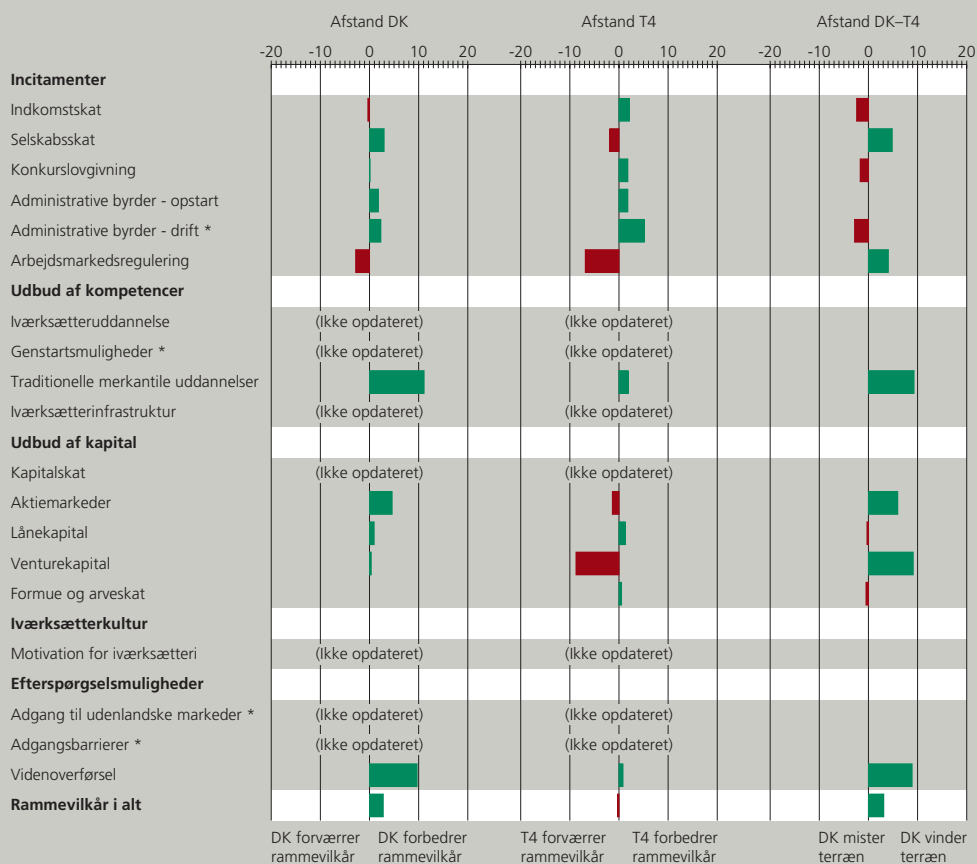 Afstand DK Afstand T4 Afstand DK–T4
-20 -10 0 10 20 -20 -10 0 10 20 -20 -10 0 10 20
Incitamenter
Indkomstskat
Selskabsskat
Konkurslovgivning
Administrative byrder - opstart
Administrative byrder - drift *
Arbejdsmarkedsregulering
Udbud af kompetencer
Iværksætteruddannelse (Ikke opdateret) (Ikke opdateret)
Genstartsmuligheder * (Ikke opdateret) (Ikke opdateret)
Traditionelle merkantile uddannelser
Iværksætterinfrastruktur (Ikke opdateret) (Ikke opdateret)
Udbud af kapital
Kapitalskat (Ikke opdateret) (Ikke opdateret)
Aktiemarkeder
Lånekapital
Venturekapital
Formue og arveskat
Iværksætterkultur
Motivation for iværksætteri (Ikke opdateret) (Ikke opdateret)
Efterspørgselsmuligheder
Adgang til udenlandske markeder * (Ikke opdateret) (Ikke opdateret)
Adgangsbarrierer * (Ikke opdateret) (Ikke opdateret)
Videnoverførsel
Rammevilkår i alt
DK forværrer DK forbedrer T4 forværrer T4 forbedrer DK mister DK vinder
rammevilkår rammevilkår rammevilkår rammevilkår terræn terræn